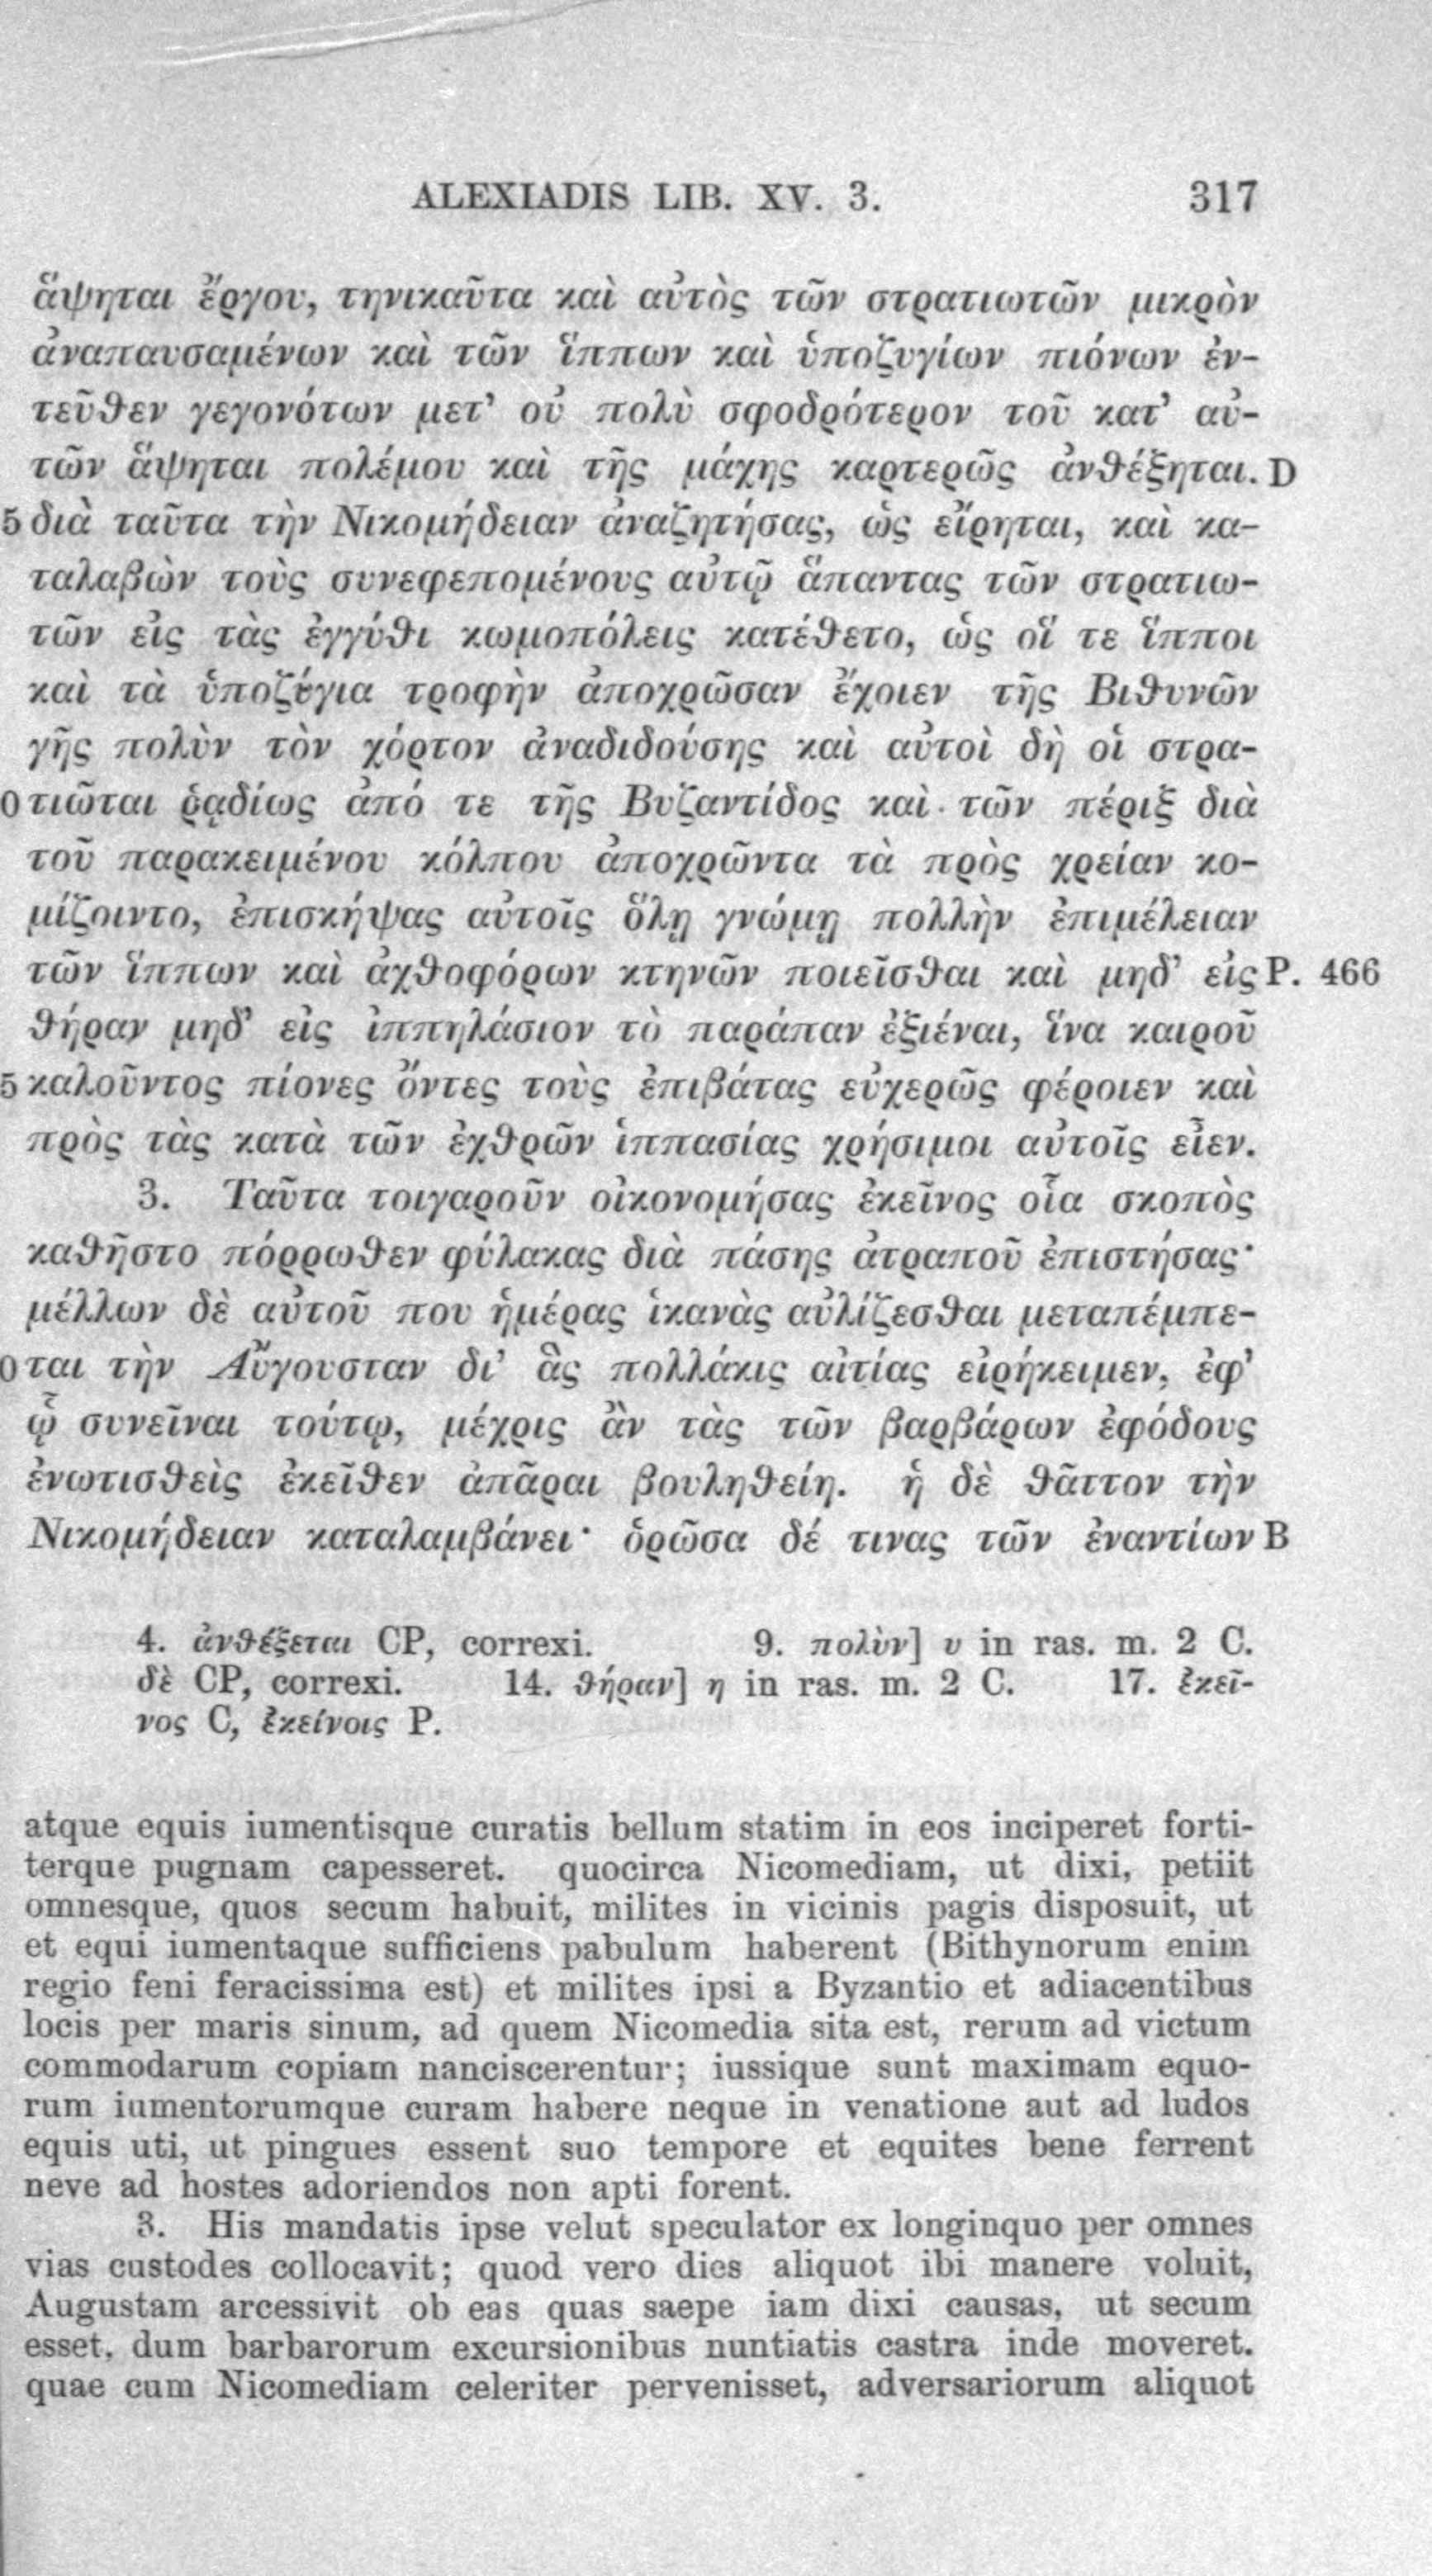 ALEXIADIS LIB. XV. 3. 317
ἅψηται ἔργου, τηνικαῦτα καὶ αὐτὸς τῶν στρατιωτῶν μικρὸν
ἀναπαυσαμένων καὶ τῶν ἵππων καὶ ὑποζυγίων πιόνων ἐν-
τεῦθεν γεγονότων μετ’ οὐ πολὺ σφοδρότερον τοῦ κατ’ αὐ-
τῶν ἅψηται πολέμου καὶ τῆς μάχης καρτερῶς ἀνθέξηται. D
5 διὰ ταῦτα τὴν Νικομήδειαν ἀναζητήσας, ὡς εἴρηται, καὶ κα-
ταλαβὼν τοὺς συνεφεπομένους αὐτῷ ἅπαντας τῶν στρατιω-
τῶν εἰς τὰς ἐγγύθι κωμοπόλεις κατέθετο, ὡς οἵ τε ἵπποι
καὶ τὰ ὑποζύγια τροφὴν ἀποχρῶσαν ἔχοιεν τῆς Βιθυνῶν
γῆς πολὺν τὸν χόρτον ἀναδιδούσης καὶ αὐτοὶ δὴ οἱ στρα-
0 τιῶται ῥᾳδίως ἀπό τε τῆς Βυζαντίδος καὶ τῶν πέριξ διὰ
τοῦ παρακειμένου κόλπου ἀποχρῶντα τὰ πρὸς χρείαν κο-
μίζοιντο, ἐπισκήψας αὐτοῖς ὅλῃ γνώμῃ πολλὴν ἐπιμέλειαν
τῶν ἵππων καὶ ἀχθοφόρων κτηνῶν ποιεῖσθαι καὶ μηδ’ εἰς P. 466
θήραν μηδ’ εἰς ἱππηλάσιον τὸ παράπαν ἐξιέναι, ἵνα καιροῦ
5 καλοῦντος πίονες ὄντες τοὺς ἐπιβάτας εὐχερῶς φέροιεν καὶ
πρὸς τὰς κατὰ τῶν ἐχθρῶν ἱππασίας χρήσιμοι αὐτοῖς εἶεν.
3. Ταῦτα τοιγαροῦν οἰκονομήσας ἐκεῖνος οἷα σκοπὸς
καθῆστο πόρρωθεν φύλακας διὰ πάσης ἀτραποῦ ἐπιστήσας·
μέλλων δὲ αὐτοῦ που ἡμέρας ἱκανὰς αὐλίζεσθαι μεταπέμπε-
0 ται τὴν Αὔγουσταν δι’ ἃς πολλάκις αἰτίας εἰρήκειμεν, ἐφ’
ᾧ συνεῖναι τούτῳ, μέχρις ἂν τὰς τῶν βαρβάρων ἐφόδους
ἐνωτισθεὶς ἐκεῖθεν ἀπᾶραι βουληθείη. ἡ δὲ θᾶττον τὴν
Νικομήδειαν καταλαμβάνει· ὁρῶσα δέ τινας τῶν ἐναντίων B
4. ἀνθέξεται CP, correxi. 9. πολὺν] υ in ras. m. 2 C.
δὲ CP, correxi. 14. θήραν] η in ras. m. 2 C. 17. ἐκεῖ-
νος C, ἐκείνοις P.
atque equis iumentisque curatis bellum statim in eos inciperet forti-
terque pugnam capesseret. quocirca Nicomediam, ut dixi, petiit
omnesque, quos secum habuit, milites in vicinis pagis disposuit, ut
et equi iumentaque sufficiens pabulum haberent (Bithynorum enim
regio feni feracissima est) et milites ipsi a Byzantio et adiacentibus
locis per maris sinum, ad quem Nicomedia sita est, rerum ad victum
commodarum copiam nanciscerentur; iussique sunt maximam equo-
rum iumentorumque curam habere neque in venatione aut ad ludos
equis uti, ut pingues essent suo tempore et equites bene ferrent
neve ad hostes adoriendos non apti forent.
3. His mandatis ipse velut speculator ex longinquo per omnes
vias custodes collocavit; quod vero dies aliquot ibi manere voluit,
Augustam arcessivit ob eas quas saepe iam dixi causas, ut secum
esset, dum barbarorum excursionibus nuntiatis castra inde moveret.
quae cum Nicomediam celeriter pervenisset, adversariorum aliquot